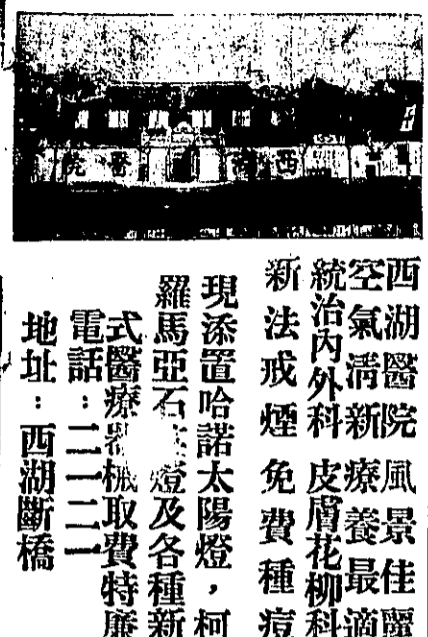 西湖醫院 風景佳麗
空氣清新 療養最適
統治內外科 皮膚花柳科
新法戒煙 免費種痘
現添置哈諾太陽燈,柯
羅馬亞石燈及各種新
式醫療器械取費特廉
電話:二一二一
地址:西湖斷橋